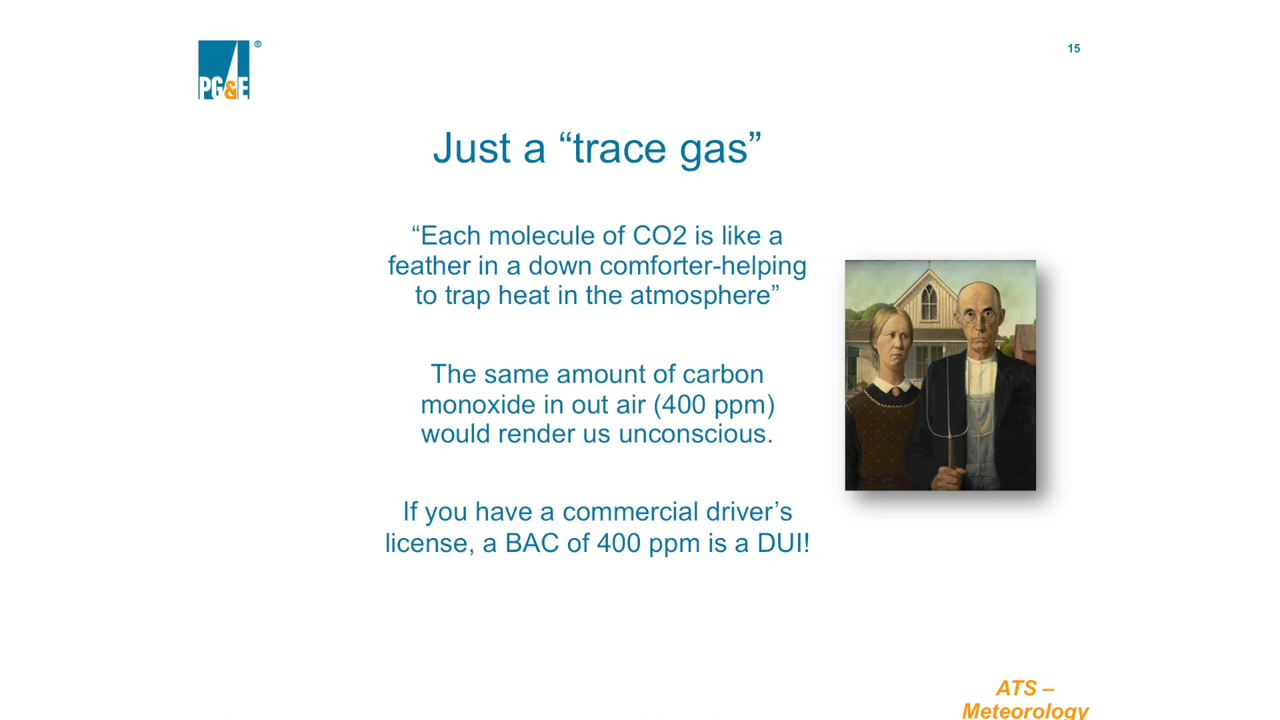 PG&E®
15
Just a “trace gas”
“Each molecule of CO2 is like a
feather in a down comforter-helping
to trap heat in the atmosphere”
The same amount of carbon
monoxide in out air (400 ppm)
would render us unconscious.
If you have a commercial driver’s
license, a BAC of 400 ppm is a DUI!
ATS –
Meteorology